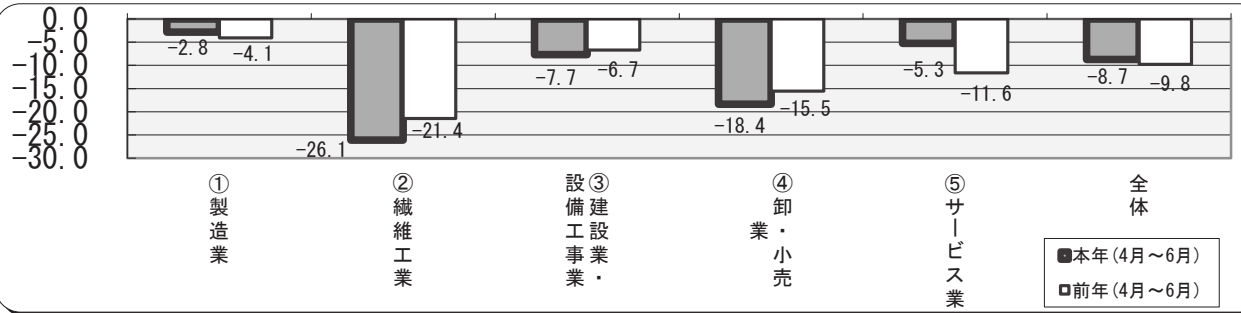 0.0
-5.0
-10.0
-15.0
-20.0
-25.0
-30.0
-2.8
-4.1
-26.1
-21.4
-7.7
-6.7
-18.4
-15.5
-5.3
-11.6
-8.7
-9.8
①製造業
②繊維工業
③建設業・
設備工事業
④卸・小売
業
⑤サービス業
全体
本年(4月～6月)
前年(4月～6月)